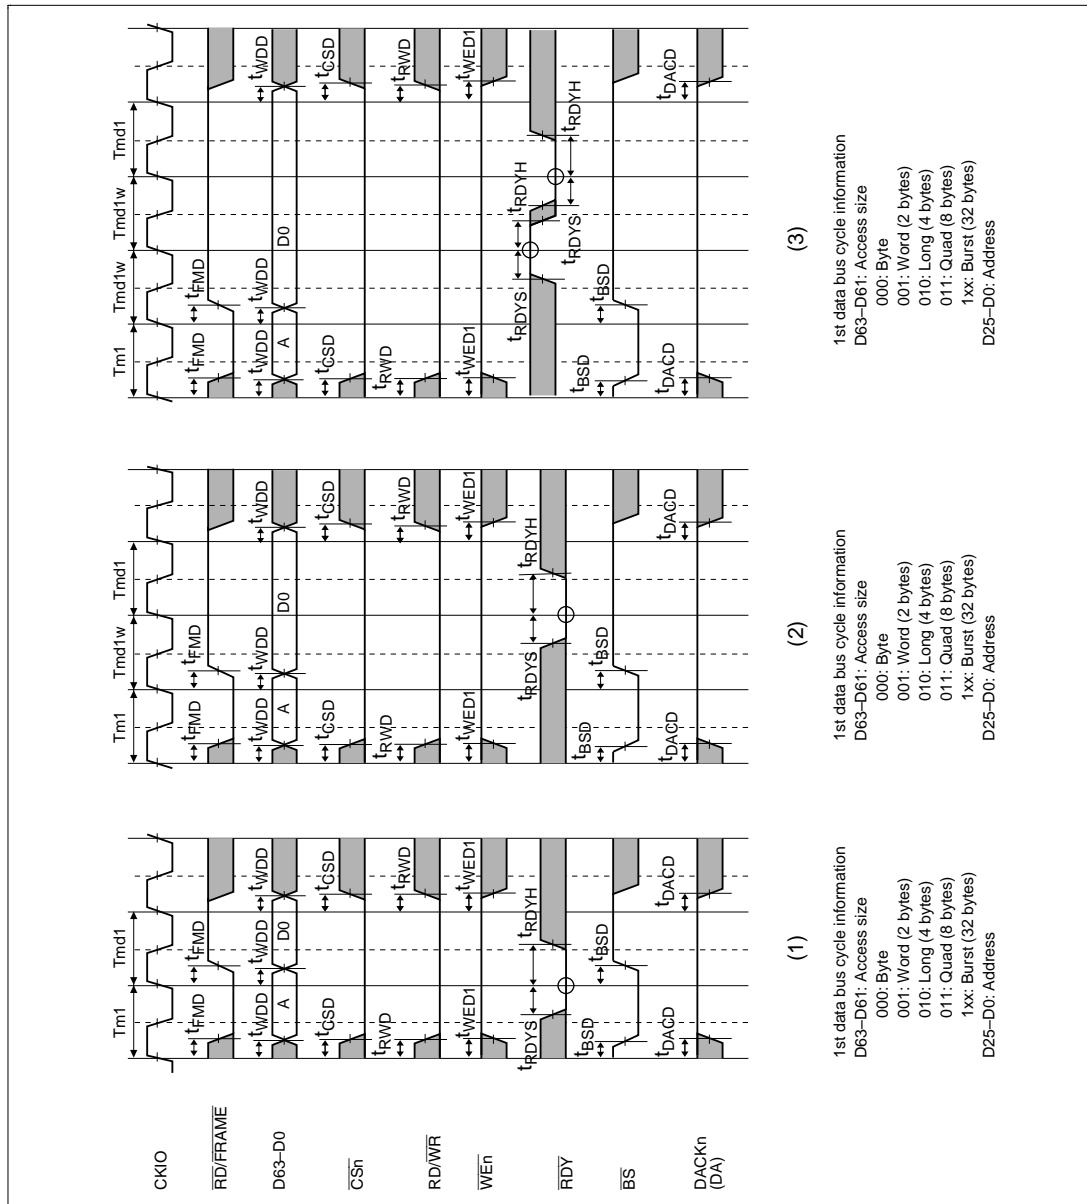 CKIO
RD/FRAME
D63–D0
CSn
RD/WR
WEn
RDY
BS
DACKn
(DA)
Tm1
Tmd1
tFMD
tFMD
tWDD
tWDD
tWDD
A
D0
tCSD
tCSD
tRWD
tRWD
tWED1
tWED1
tRDYS
tRDYH
tBSD
tBSD
tDACD
tDACD
(1)
1st data bus cycle information
D63–D61: Access size
000: Byte
001: Word (2 bytes)
010: Long (4 bytes)
011: Quad (8 bytes)
1xx: Burst (32 bytes)
D25–D0: Address
Tm1
Tmd1w
Tmd1
tFMD
tFMD
tWDD
tWDD
tWDD
A
D0
tCSD
tCSD
tRWD
tRWD
tWED1
tWED1
tRDYS
tRDYH
tBSD
tBSD
tDACD
tDACD
(2)
1st data bus cycle information
D63–D61: Access size
000: Byte
001: Word (2 bytes)
010: Long (4 bytes)
011: Quad (8 bytes)
1xx: Burst (32 bytes)
D25–D0: Address
Tm1
Tmd1w
Tmd1w
Tmd1
tFMD
tFMD
tWDD
tWDD
tWDD
A
D0
tCSD
tCSD
tRWD
tRWD
tWED1
tWED1
tRDYS
tRDYH
tRDYS
tRDYH
tBSD
tBSD
tDACD
tDACD
(3)
1st data bus cycle information
D63–D61: Access size
000: Byte
001: Word (2 bytes)
010: Long (4 bytes)
011: Quad (8 bytes)
1xx: Burst (32 bytes)
D25–D0: Address